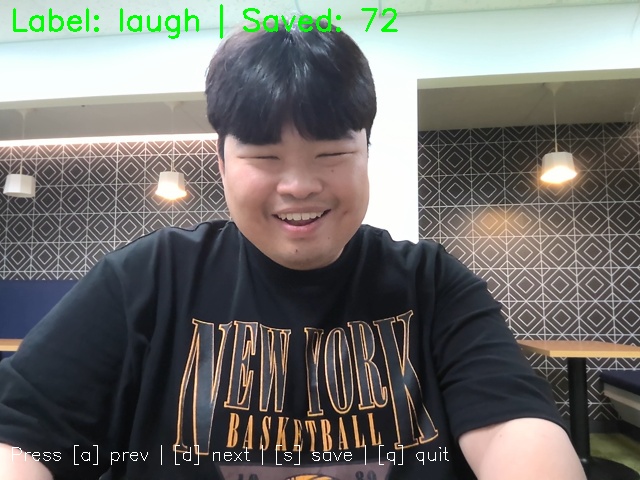 Label: laugh | Saved: 72
NEW YORK
BASKETBALL
Press [a] prev | [d] next | [s] save | [q] quit